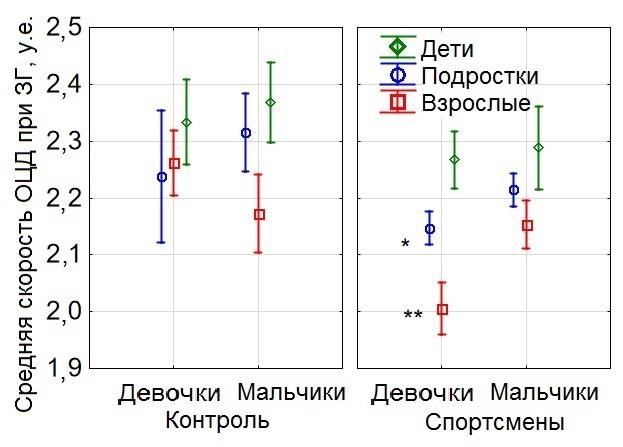 Средняя скорость ОЦД при ЗГ, у.е.
2,5
2,4
2,3
2,2
2,1
2,0
1,9
Дети
Подростки
Взрослые
*
**
Девочки Мальчики Девочки Мальчики
Контроль Спортсмены